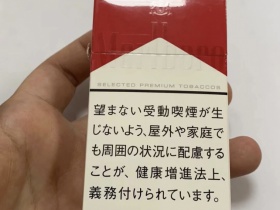 Marlboro
SELECTED PREMIUM TOBACCOS
望まない受動喫煙が生
じないよう、屋外や家庭で
も周囲の状況に配慮する
ことが、健康増進法上、
義務付けられています。